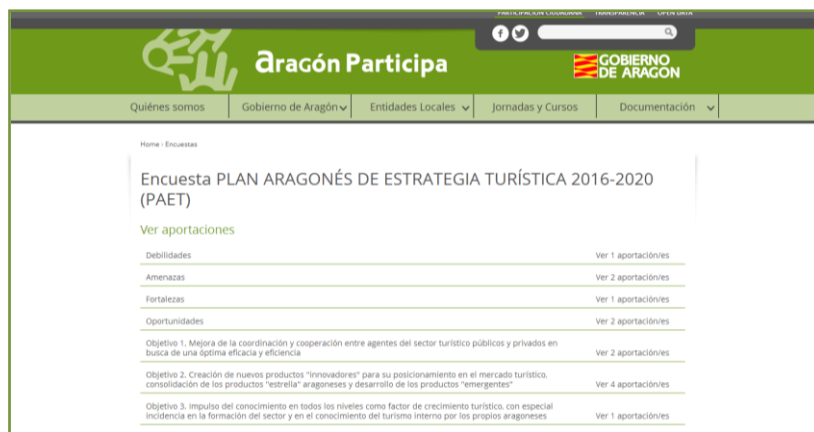 PARTICIPACIÓN CIUDADANA TRANSPARENCIA OPEN DATA
aragón Participa
GOBIERNO
DE ARAGON
Quiénes somos Gobierno de Aragón Entidades Locales Jornadas y Cursos Documentación
Home › Encuestas
Encuesta PLAN ARAGONÉS DE ESTRATEGIA TURÍSTICA 2016-2020
(PAET)
Ver aportaciones
Debilidades Ver 1 aportación/es
Amenazas Ver 2 aportación/es
Fortalezas Ver 1 aportación/es
Oportunidades Ver 2 aportación/es
Objetivo 1. Mejora de la coordinación y cooperación entre agentes del sector turístico públicos y privados en
busca de una óptima eficacia y eficiencia Ver 2 aportación/es
Objetivo 2. Creación de nuevos productos "innovadores" para su posicionamiento en el mercado turístico,
consolidación de los productos "estrella" aragoneses y desarrollo de los productos "emergentes" Ver 4 aportación/es
Objetivo 3. Impulso del conocimiento en todos los niveles como factor de crecimiento turístico, con especial
incidencia en la formación del sector y en el conocimiento del turismo interno por los propios aragoneses Ver 1 aportación/es